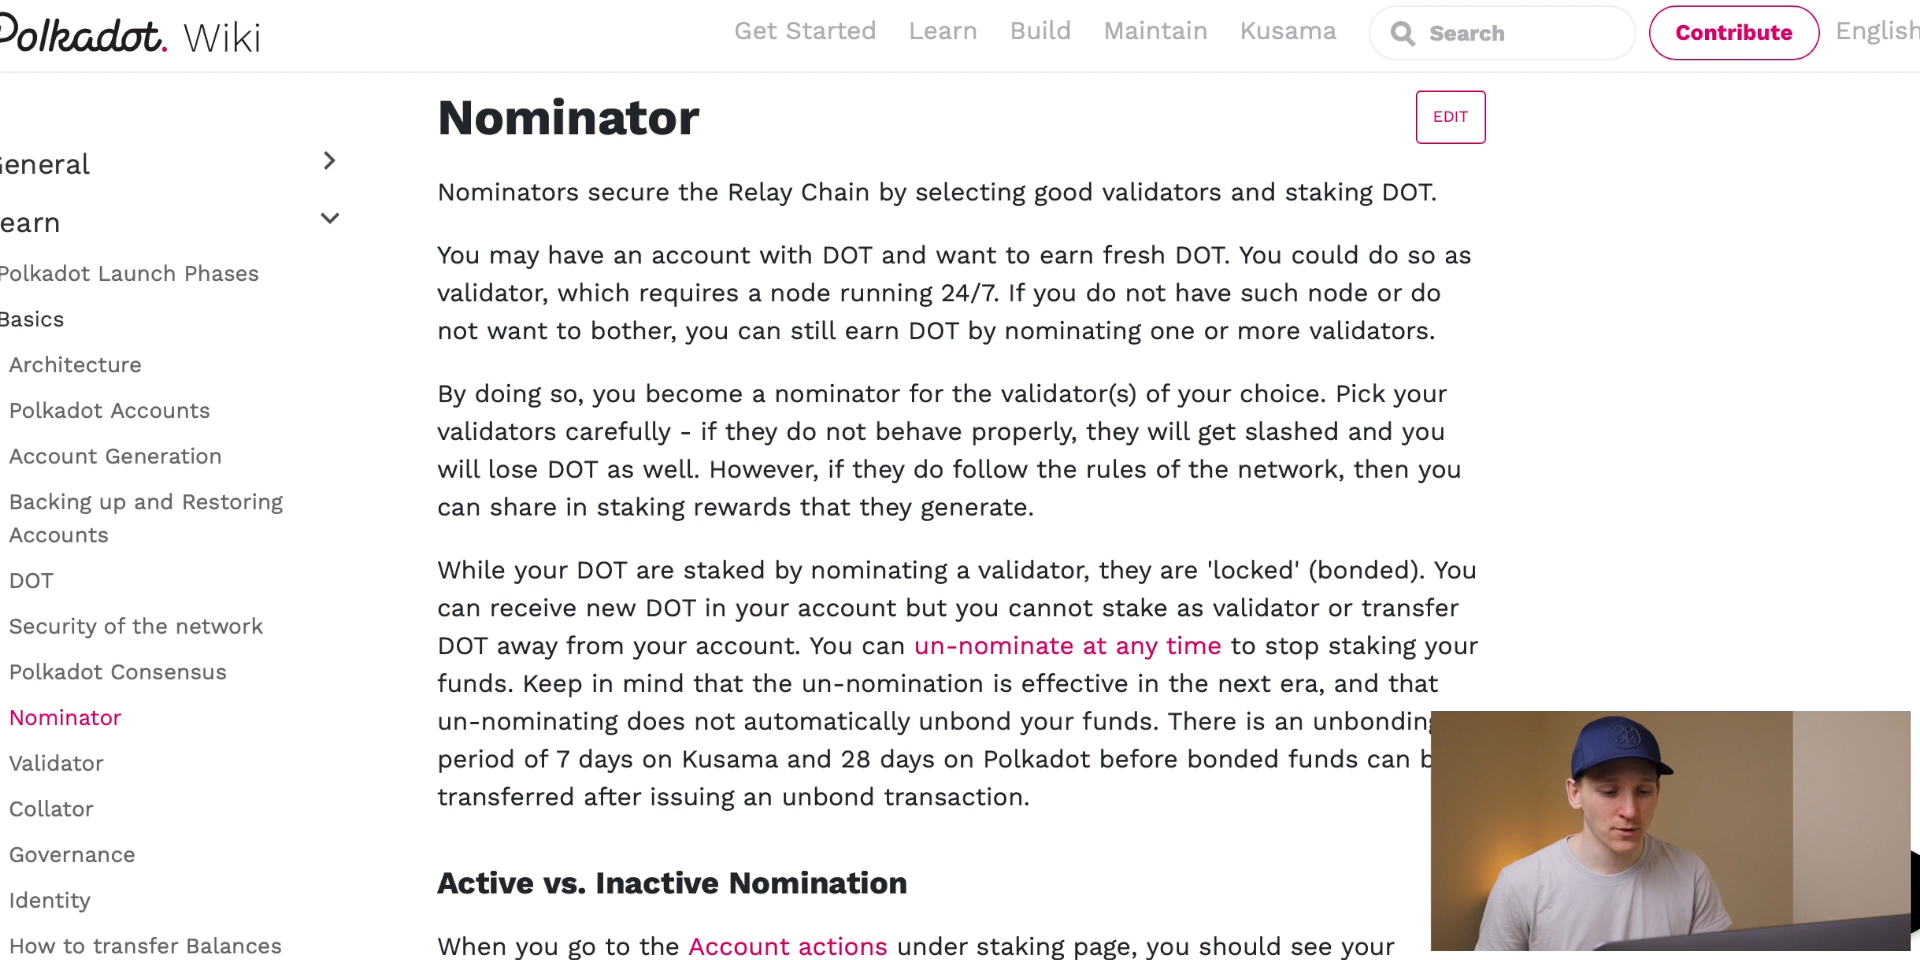 Polkadot. Wiki
Get Started Learn Build Maintain Kusama Search Contribute English
Nominator
EDIT
General
Learn
Polkadot Launch Phases
Basics
Architecture
Polkadot Accounts
Account Generation
Backing up and Restoring
Accounts
DOT
Security of the network
Polkadot Consensus
Nominator
Validator
Collator
Governance
Identity
How to transfer Balances
Nominators secure the Relay Chain by selecting good validators and staking DOT.
You may have an account with DOT and want to earn fresh DOT. You could do so as
validator, which requires a node running 24/7. If you do not have such node or do
not want to bother, you can still earn DOT by nominating one or more validators.
By doing so, you become a nominator for the validator(s) of your choice. Pick your
validators carefully - if they do not behave properly, they will get slashed and you
will lose DOT as well. However, if they do follow the rules of the network, then you
can share in staking rewards that they generate.
While your DOT are staked by nominating a validator, they are 'locked' (bonded). You
can receive new DOT in your account but you cannot stake as validator or transfer
DOT away from your account. You can un-nominate at any time to stop staking your
funds. Keep in mind that the un-nomination is effective in the next era, and that
un-nominating does not automatically unbond your funds. There is an unbonding
period of 7 days on Kusama and 28 days on Polkadot before bonded funds can b
transferred after issuing an unbond transaction.
Active vs. Inactive Nomination
When you go to the Account actions under staking page, you should see your